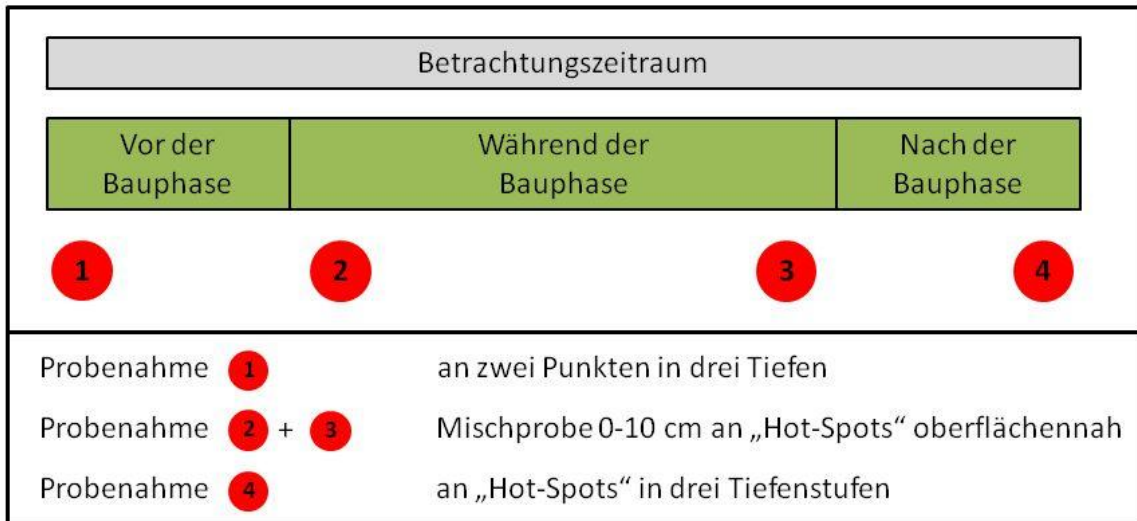 Betrachtungszeitraum
Vor der Bauphase
Während der Bauphase
Nach der Bauphase
1 2 3 4
Probenahme 1 an zwei Punkten in drei Tiefen
Probenahme 2 + 3 Mischprobe 0-10 cm an „Hot-Spots“ oberflächennah
Probenahme 4 an „Hot-Spots“ in drei Tiefenstufen